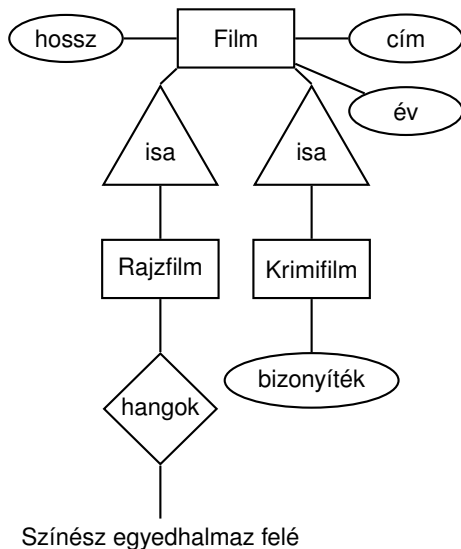 hossz
Film
cím
év
isa
isa
Rajzfilm
Krimifilm
hangok
bizonyíték
Színész egyedhalmaz felé